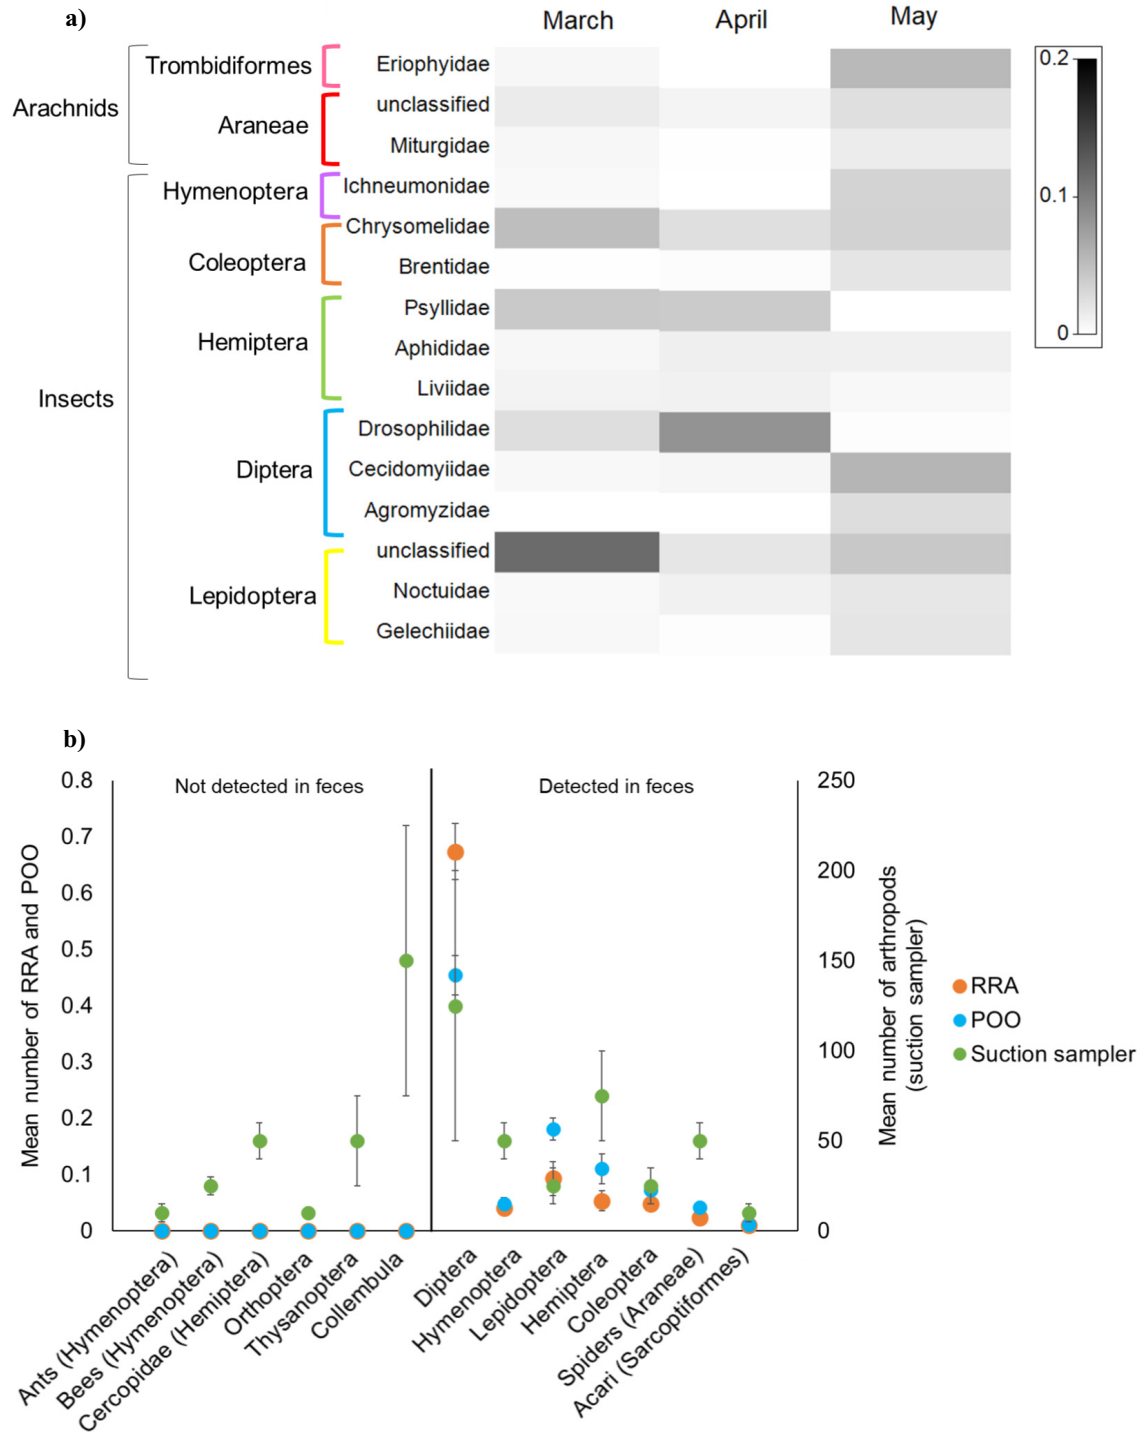 a)
March April May
0.2
0.1
0
Arachnids
Trombidiformes
Eriophyidae
Araneae
unclassified
Miturgidae
Insects
Hymenoptera
Ichneumonidae
Coleoptera
Chrysomelidae
Brentidae
Hemiptera
Psyllidae
Aphididae
Liviidae
Diptera
Drosophilidae
Cecidomyiidae
Agromyzidae
Lepidoptera
unclassified
Noctuidae
Gelechiidae
b)
Not detected in feces
Detected in feces
Mean number of RRA and POO
0.8
0.7
0.6
0.5
0.4
0.3
0.2
0.1
0
250
200
150
100
50
0
Mean number of arthropods
(suction sampler)
RRA
POO
Suction sampler
Ants (Hymenoptera)
Bees (Hymenoptera)
Cercopidae (Hemiptera)
Orthoptera
Thysanoptera
Collembula
Diptera
Hymenoptera
Lepidoptera
Hemiptera
Coleoptera
Spiders (Araneae)
Acari (Sarcoptiformes)